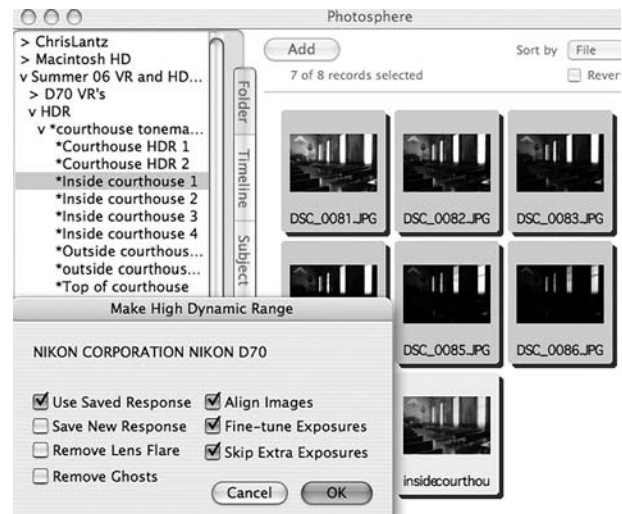 Photosphere
> ChrisLantz
> Macintosh HD
v Summer 06 VR and HD...
> D70 VR's
v HDR
v *courthouse tonema...
*Courthouse HDR 1
*Courthouse HDR 2
*Inside courthouse 1
*Inside courthouse 2
*Inside courthouse 3
*Inside courthouse 4
*Outside courthous...
*outside courthous...
*Top of courthouse
Folder
Timeline
Subject
Add
Sort by File
7 of 8 records selected
Rever
DSC_0081.JPG DSC_0082.JPG DSC_0083.JPG
DSC_0085.JPG DSC_0086.JPG
insidecourthou
Make High Dynamic Range
NIKON CORPORATION NIKON D70
Use Saved Response Align Images
Save New Response Fine-tune Exposures
Remove Lens Flare Skip Extra Exposures
Remove Ghosts
Cancel OK